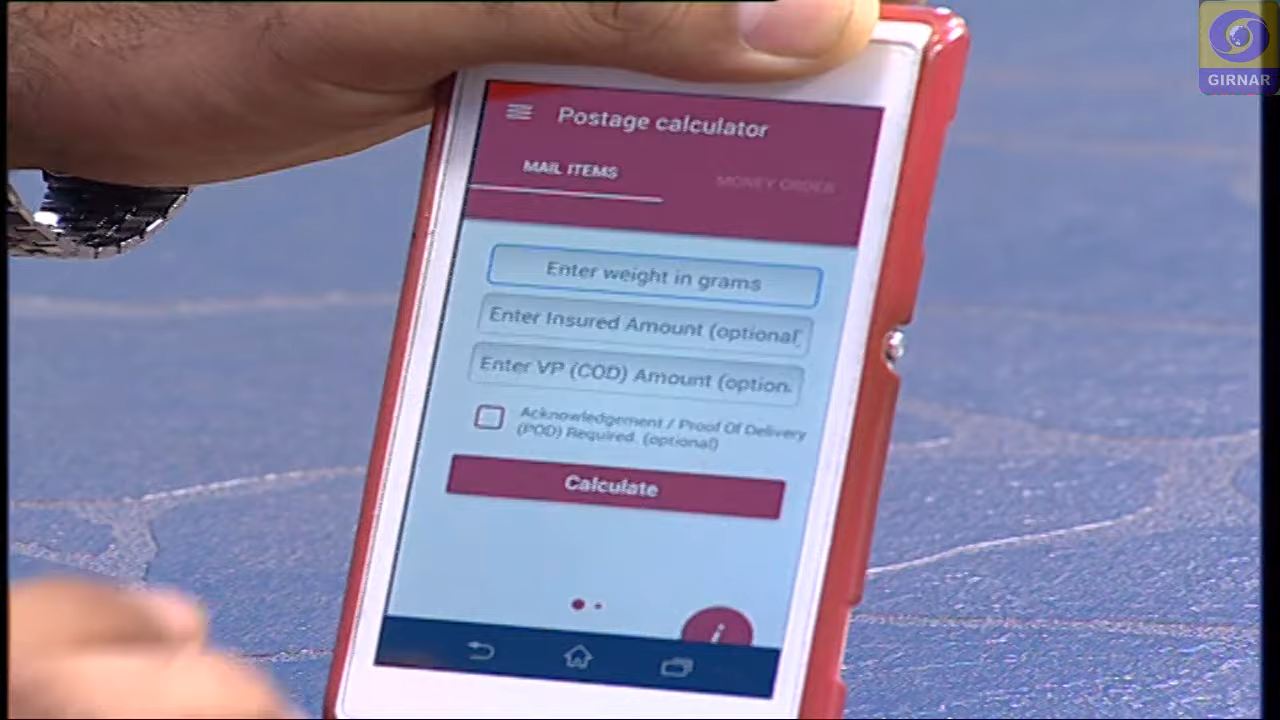 GIRNAR
Postage calculator
MAIL ITEMS
MONEY ORDER
Enter weight in grams
Enter Insured Amount (optional)
Enter VP (COD) Amount (option
Acknowledgement / Proof Of Delivery
(POD) Required. (optional)
Calculate
i